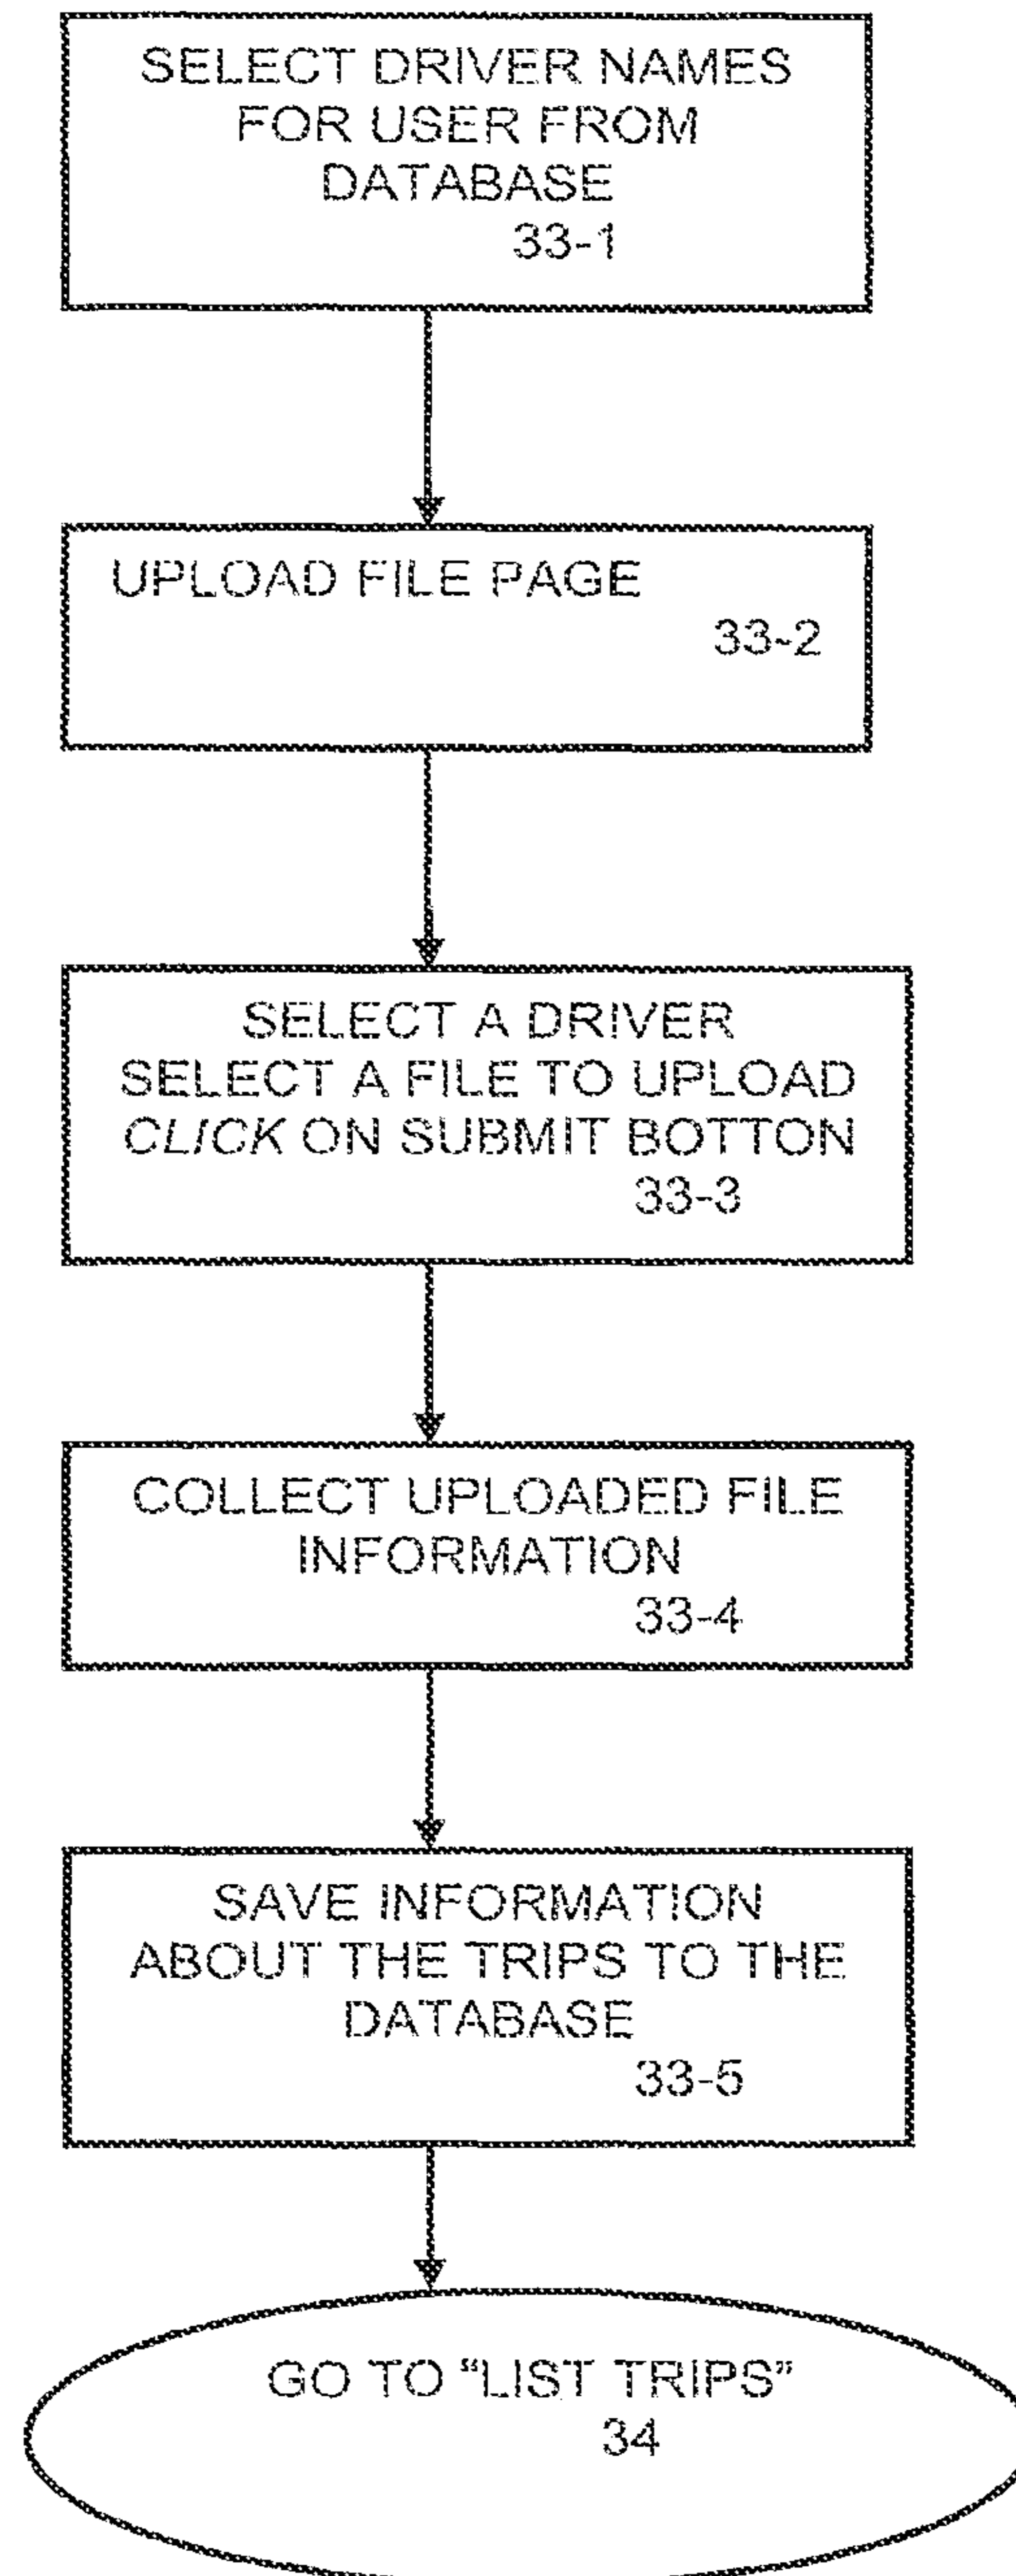 SELECT DRIVER NAMES
FOR USER FROM
DATABASE
33-1
UPLOAD FILE PAGE
33-2
SELECT A DRIVER
SELECT A FILE TO UPLOAD
CLICK ON SUBMIT BOTTON
33-3
COLLECT UPLOADED FILE
INFORMATION
33-4
SAVE INFORMATION
ABOUT THE TRIPS TO THE
DATABASE
33-5
GO TO “LIST TRIPS”
34